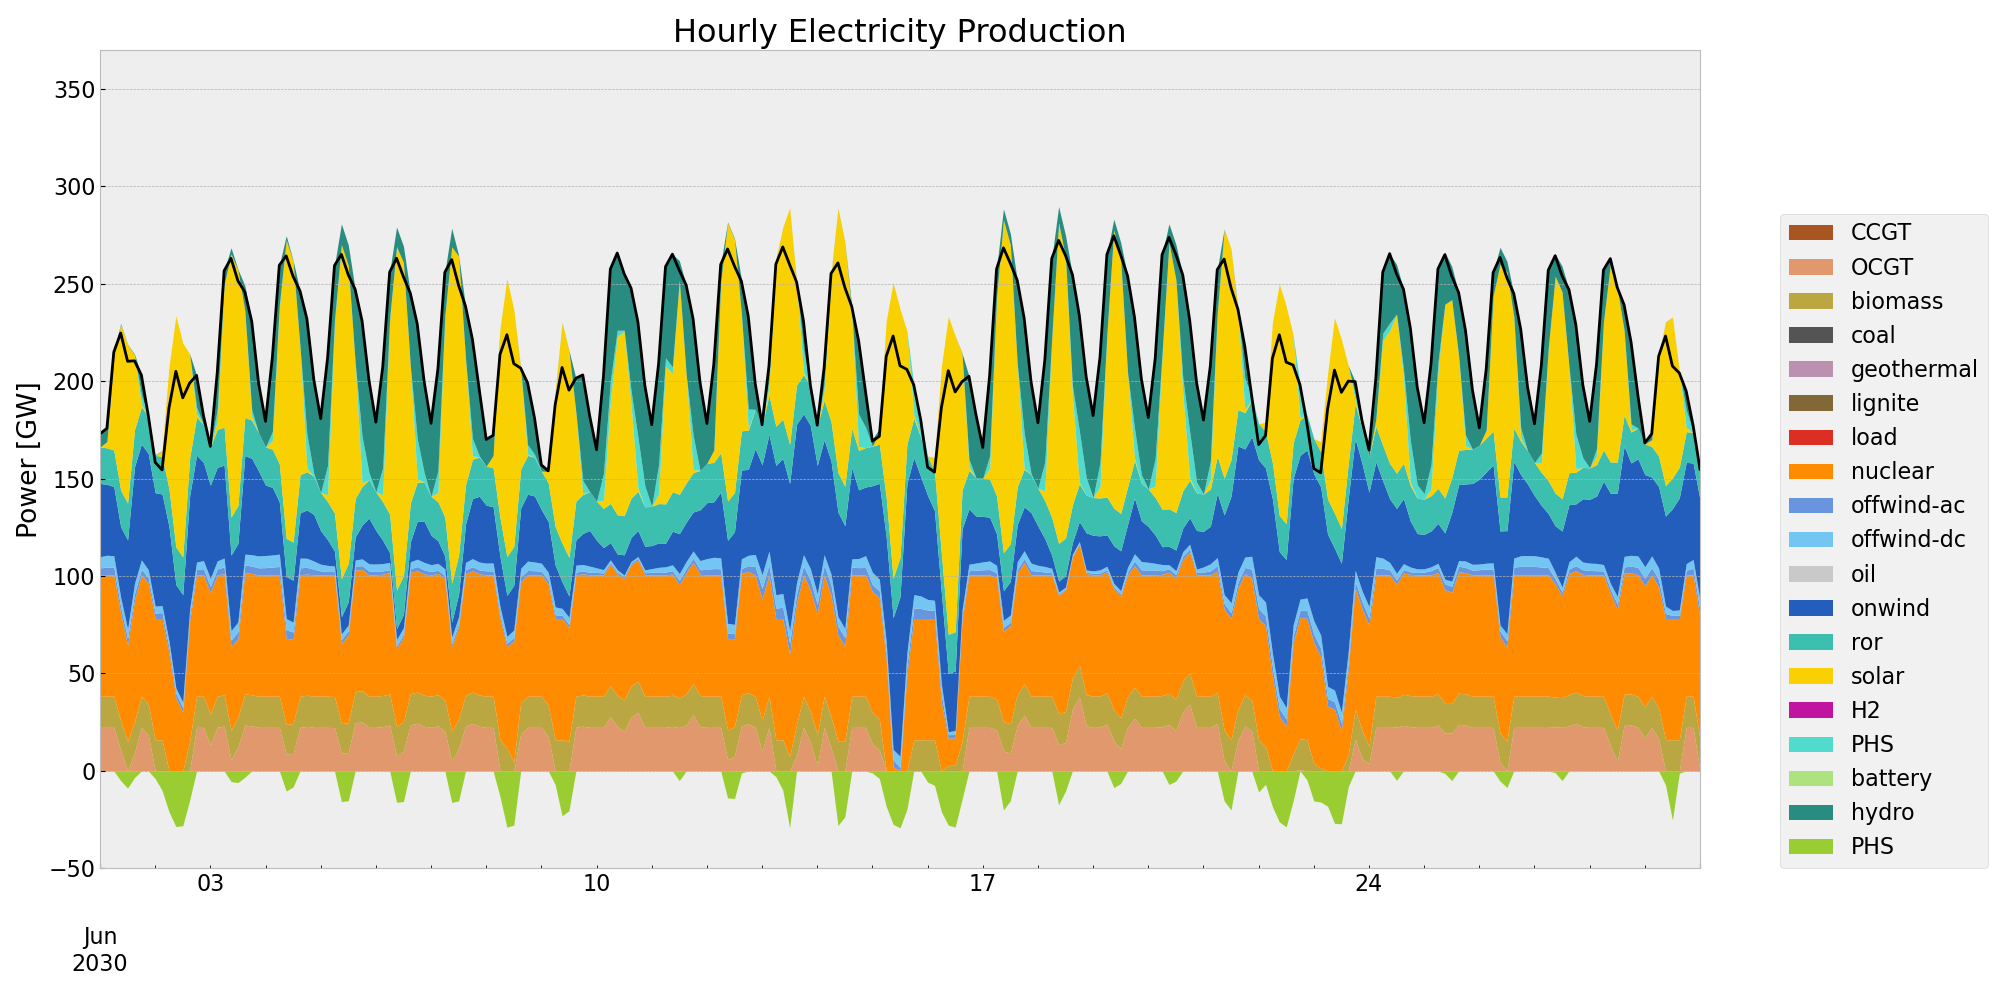 Hourly Electricity Production
Power [GW]
350
300
250
200
150
100
50
0
−50
03
10
17
24
Jun
2030
CCGT
OCGT
biomass
coal
geothermal
lignite
load
nuclear
offwind-ac
offwind-dc
oil
onwind
ror
solar
H2
PHS
battery
hydro
PHS